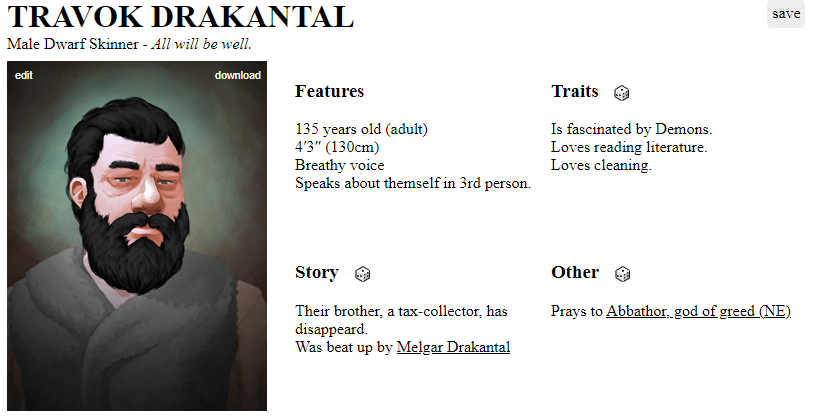 TRAVOK DRAKANTAL
save
Male Dwarf Skinner - All will be well.
edit
download
Features
135 years old (adult)
4'3" (130cm)
Breathy voice
Speaks about themself in 3rd person.
Traits
Is fascinated by Demons.
Loves reading literature.
Loves cleaning.
Story
Their brother, a tax-collector, has
disappeard.
Was beat up by Melgar Drakantal
Other
Prays to Abbathor, god of greed (NE)